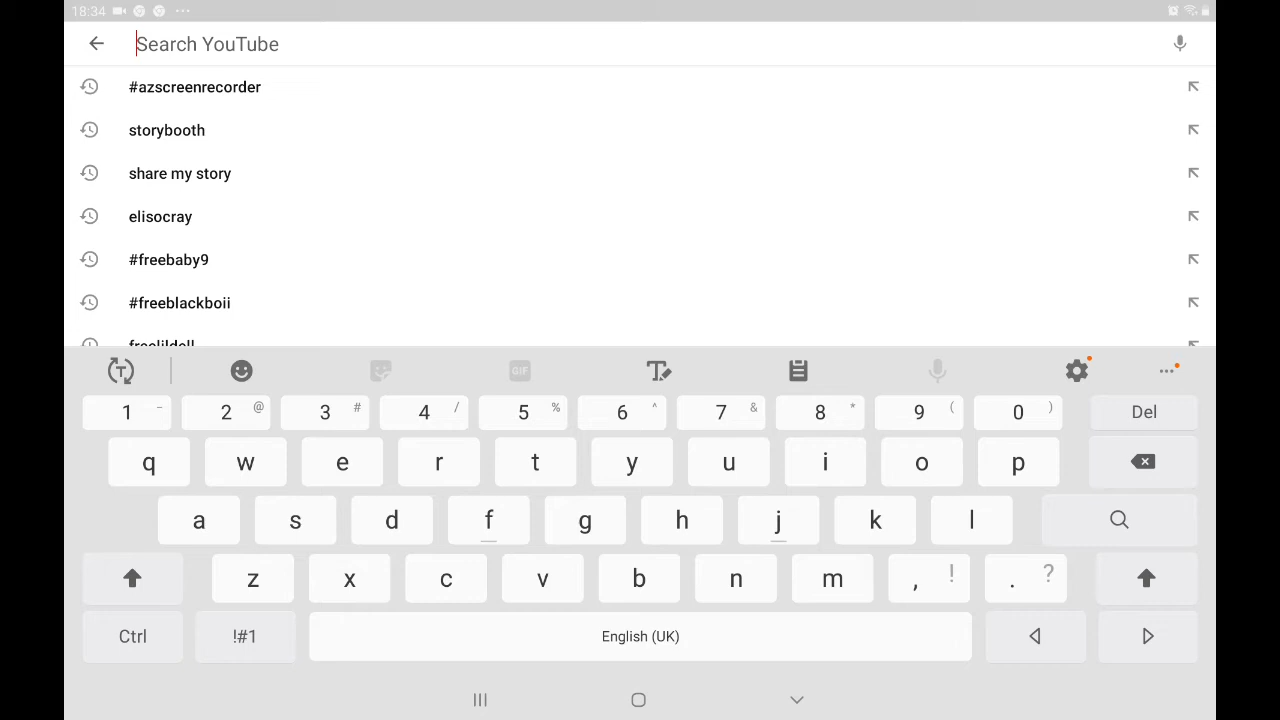 18:34
Search YouTube
#azscreenrecorder
storybooth
share my story
elisocray
#freebaby9
#freeblackboii
GIF
1 - 2 @ 3 # 4 / 5 % 6 ^ 7 & 8 * 9 ( 0 ) Del
q w e r t y u i o p
a s d f g h j k l
z x c v b n m , ! . ?
Ctrl !#1 English (UK)